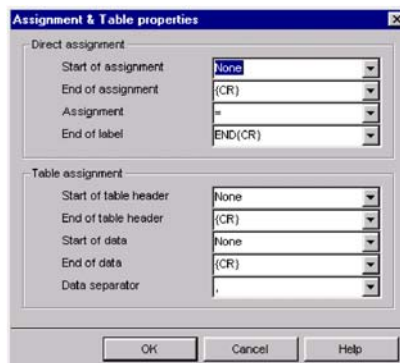 Assignment & Table properties
Direct assignment
Start of assignment None
End of assignment {CR}
Assignment =
End of label END{CR}
Table assignment
Start of table header None
End of table header {CR}
Start of data None
End of data {CR}
Data separator ,
OK Cancel Help